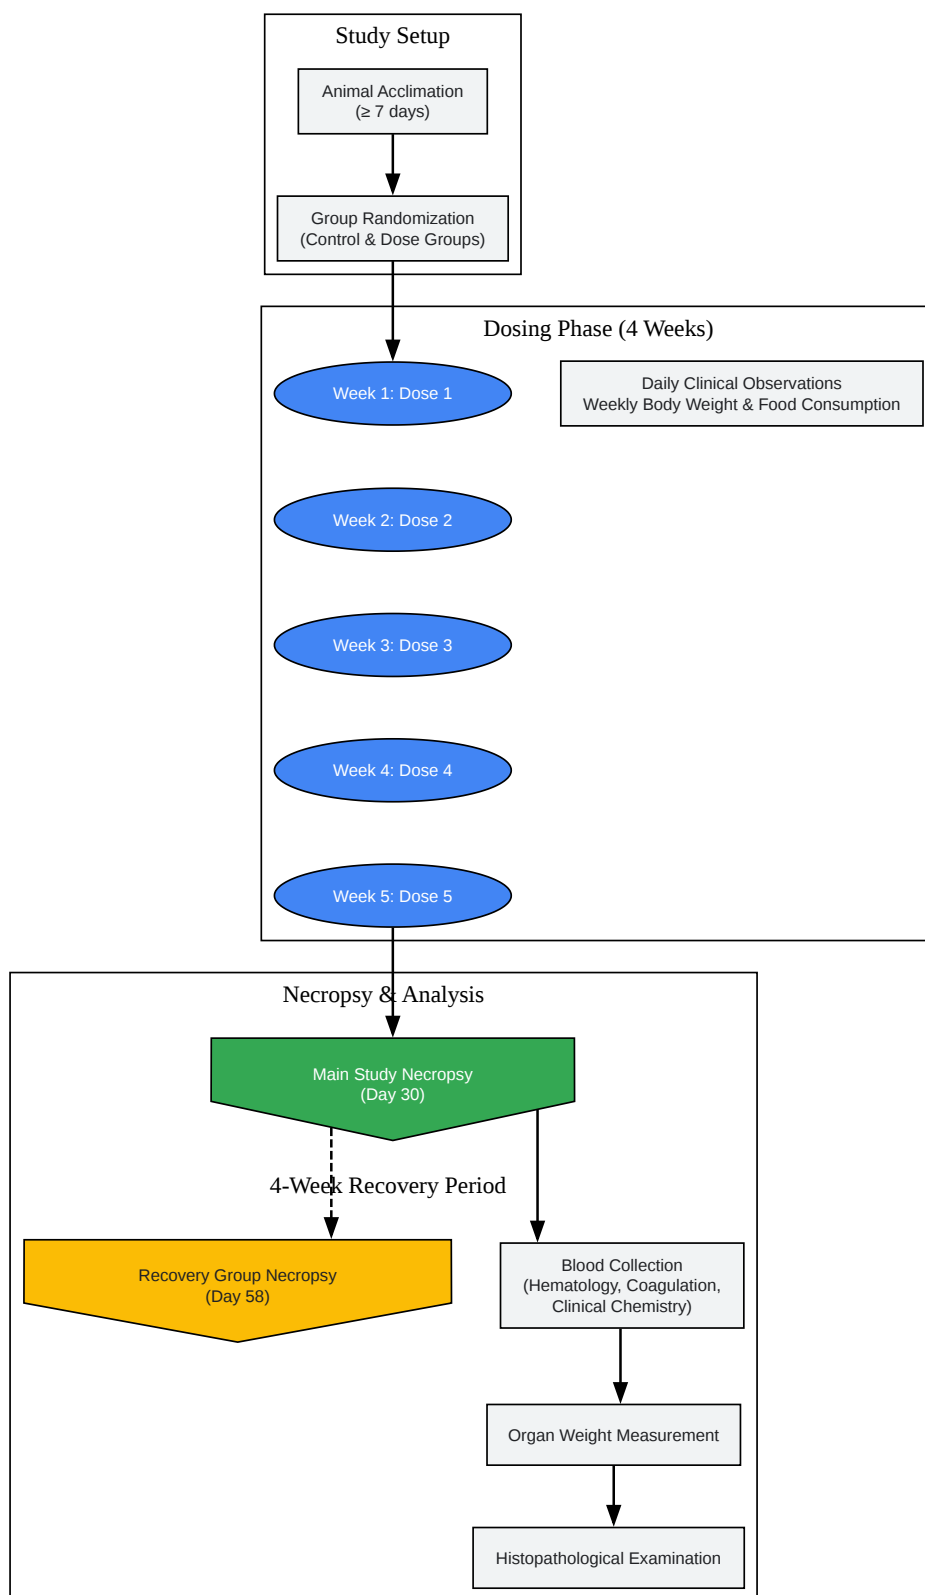 Study Setup
Animal Acclimation
(≥ 7 days)
Group Randomization
(Control & Dose Groups)
Dosing Phase (4 Weeks)
Week 1: Dose 1
Daily Clinical Observations
Weekly Body Weight & Food Consumption
Week 2: Dose 2
Week 3: Dose 3
Week 4: Dose 4
Week 5: Dose 5
Necropsy & Analysis
Main Study Necropsy
(Day 30)
4-Week Recovery Period
Recovery Group Necropsy
(Day 58)
Blood Collection
(Hematology, Coagulation,
Clinical Chemistry)
Organ Weight Measurement
Histopathological Examination